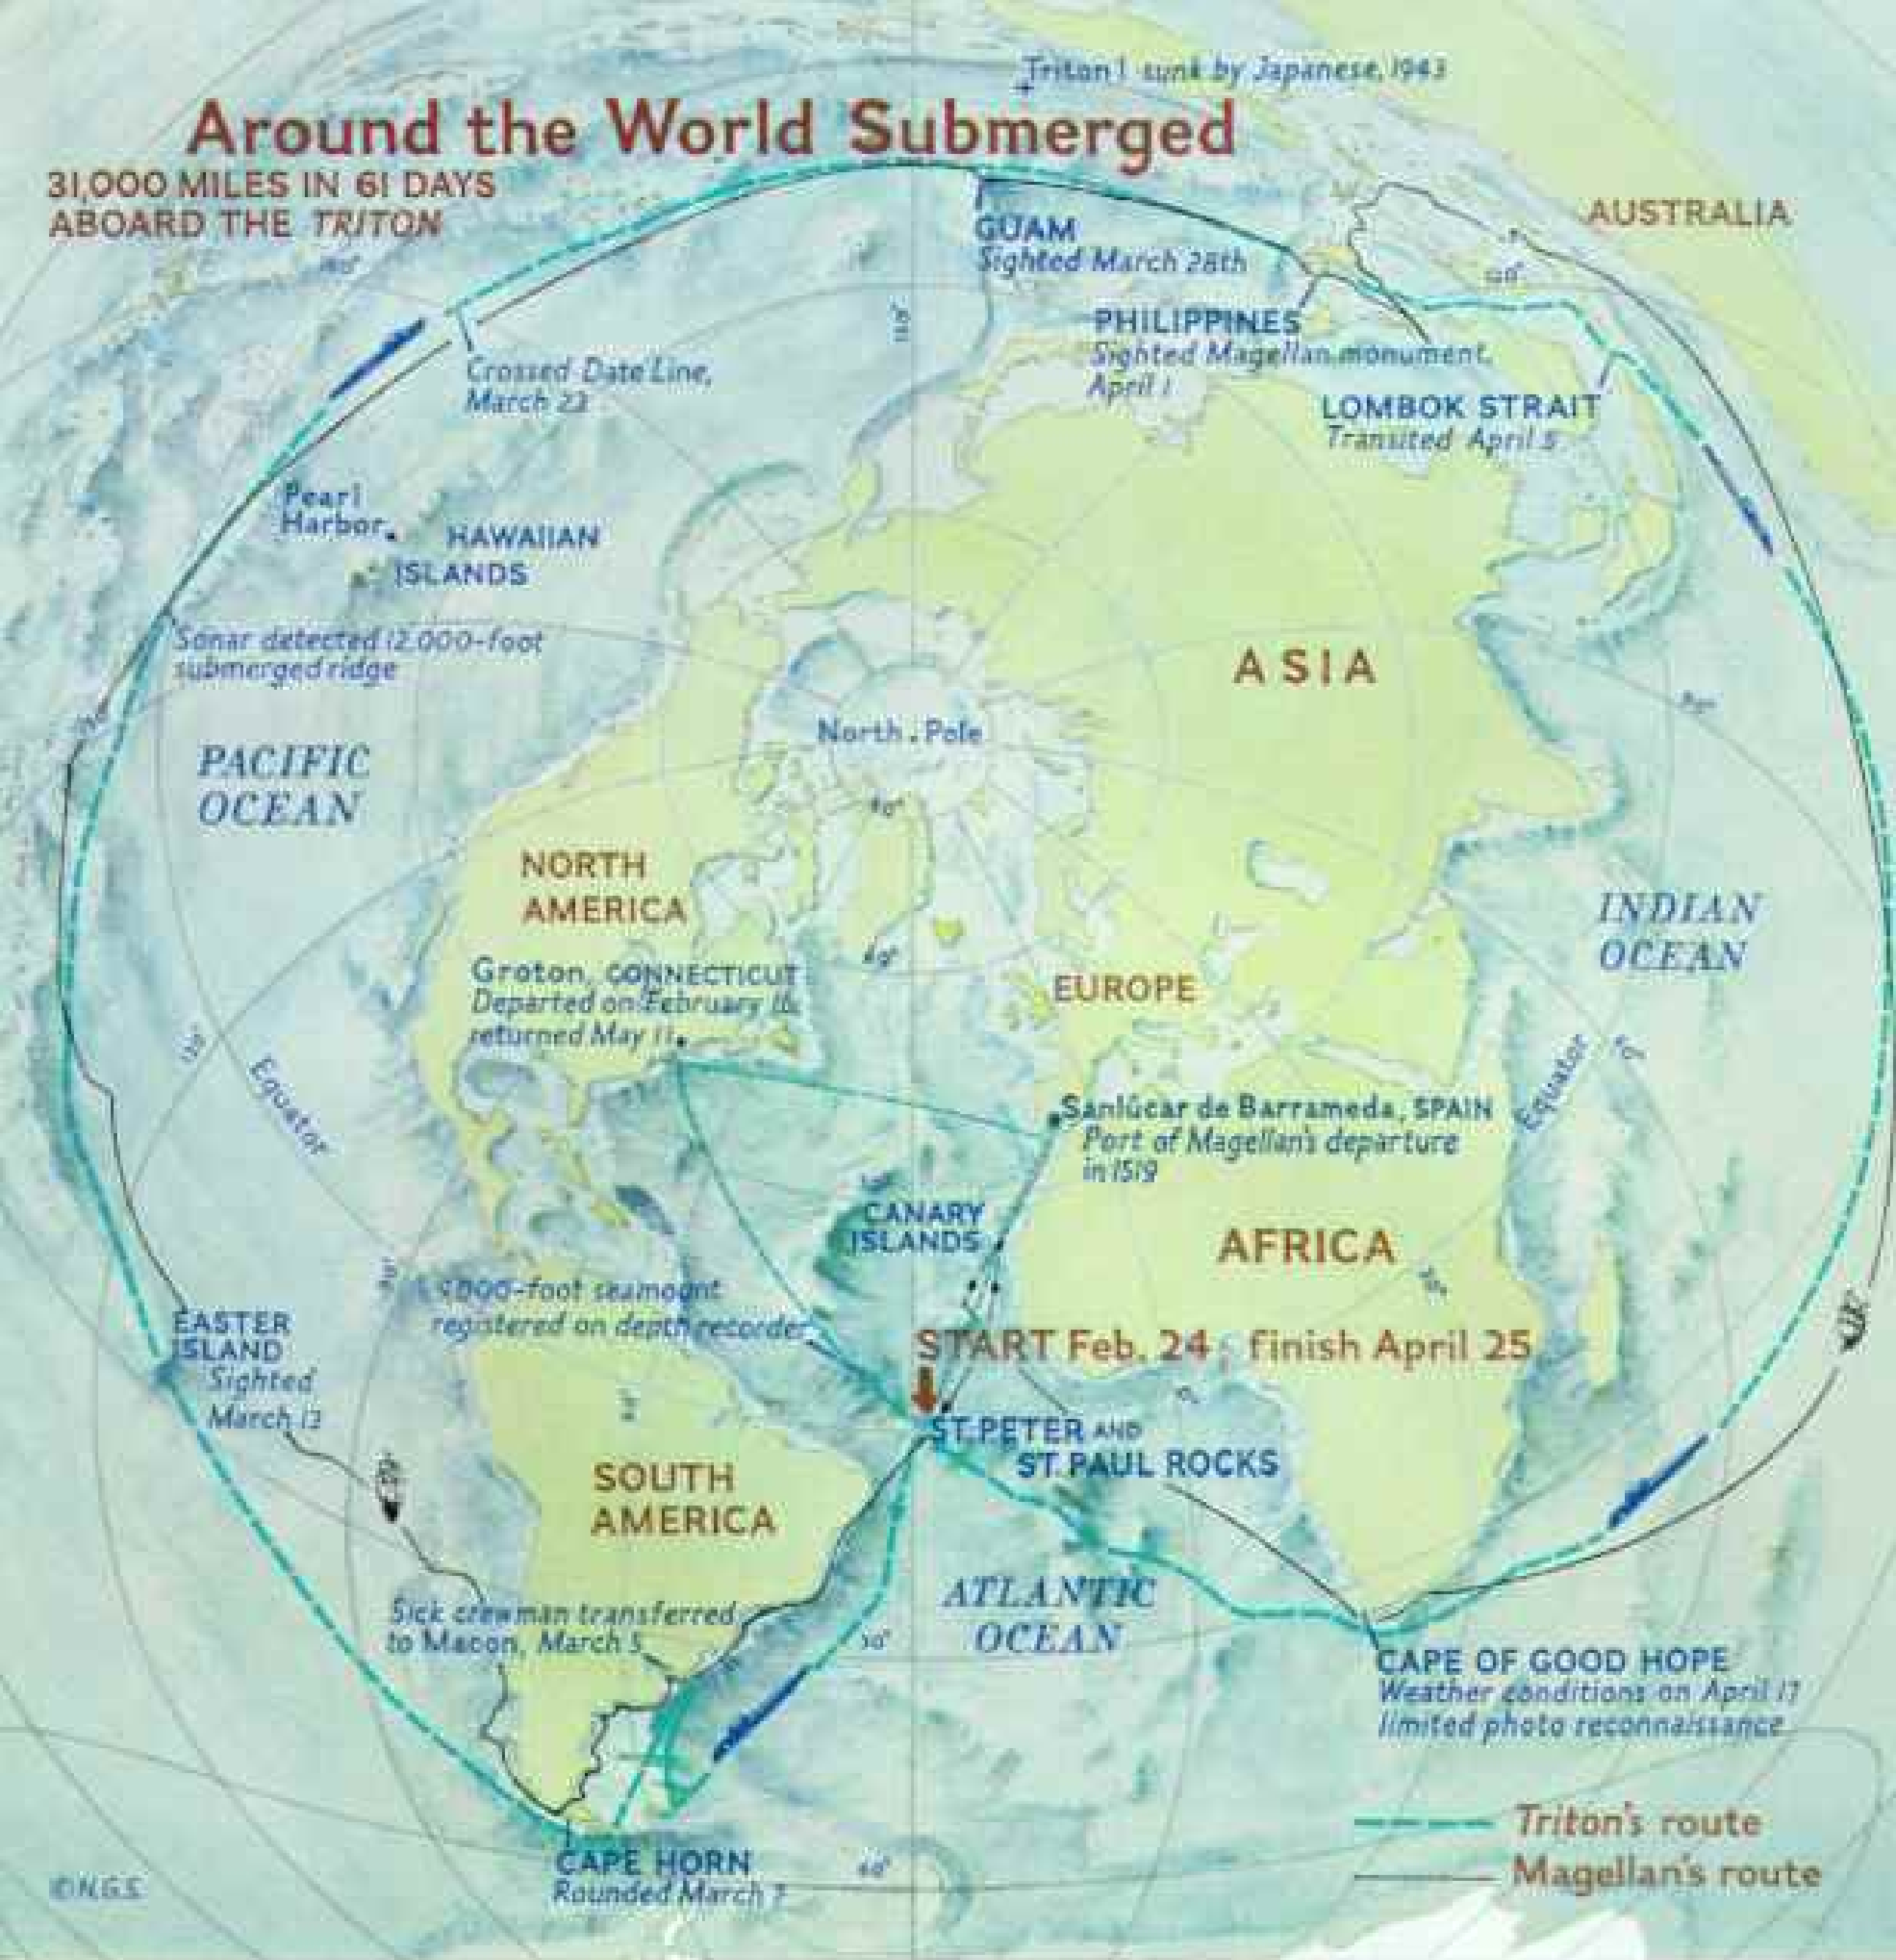 Triton I sunk by Japanese, 1943
Around the World Submerged
31,000 MILES IN 61 DAYS
ABOARD THE TRITON
AUSTRALIA
GUAM
Sighted March 28th
PHILIPPINES
Sighted Magellan monument,
April 1
LOMBOK STRAIT
Transited April 5
Crossed Date Line,
March 23
Pearl
Harbor
HAWAIIAN
ISLANDS
Sonar detected 12,000-foot
submerged ridge
ASIA
North Pole
PACIFIC
OCEAN
NORTH
AMERICA
INDIAN
OCEAN
Groton, CONNECTICUT
Departed on February 16,
returned May 11
EUROPE
Equator
Equator
Sanlúcar de Barrameda, SPAIN
Port of Magellan's departure
in 1519
CANARY
ISLANDS
AFRICA
-foot seamount
registered on depth recorder
START Feb. 24; finish April 25
EASTER
ISLAND
Sighted
March 13
ST. PETER AND
ST. PAUL ROCKS
SOUTH
AMERICA
ATLANTIC
OCEAN
Sick crewman transferred
to Macon, March 5
CAPE OF GOOD HOPE
Weather conditions on April 17
limited photo reconnaissance
CAPE HORN
Rounded March 7
60°
Triton's route
Magellan's route
©N.G.S.